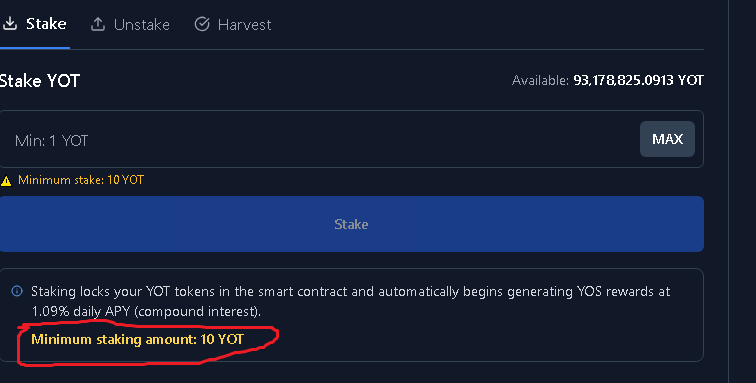 Stake Unstake Harvest
Stake YOT Available: 93,178,825.0913 YOT
Min: 1 YOT MAX
Minimum stake: 10 YOT
Stake
Staking locks your YOT tokens in the smart contract and automatically begins generating YOS rewards at
1.09% daily APY (compound interest).
Minimum staking amount: 10 YOT